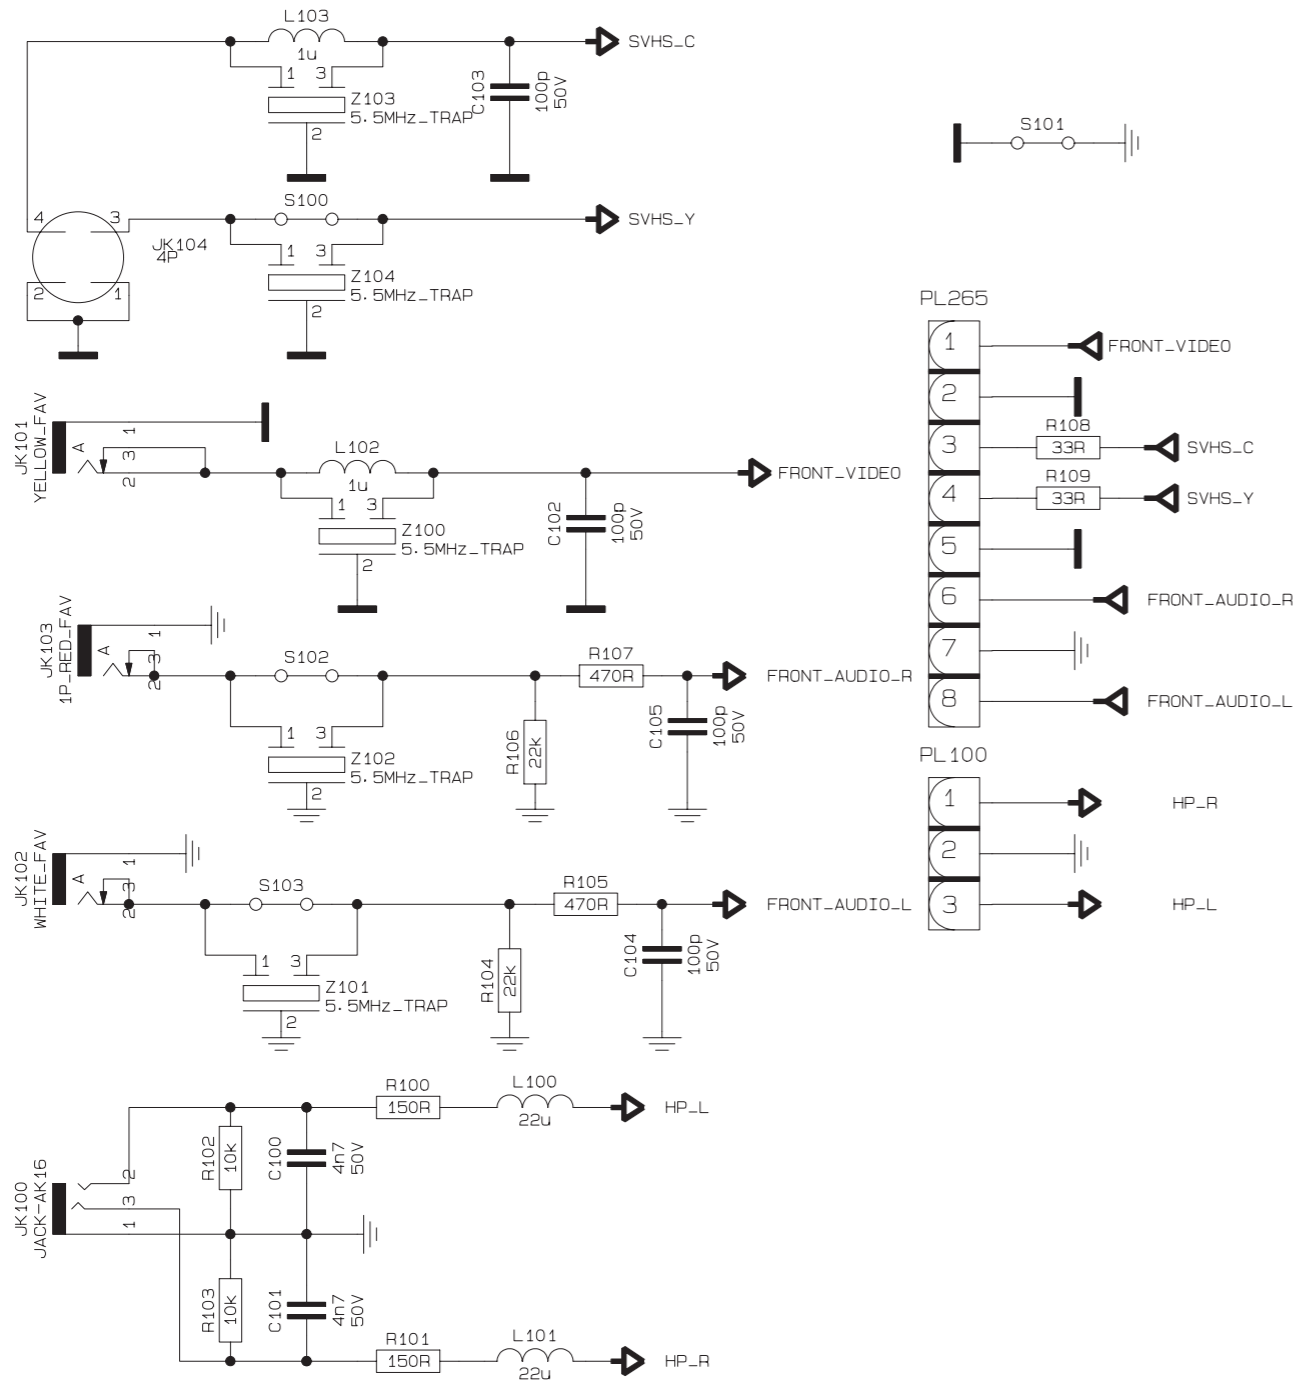 L103
1u
SVHS_C
1
3
Z103
5.5MHz_TRAP
2
C103
100p
50V
S101
S100
SVHS_Y
4
3
JK104
4P
1
3
Z104
5.5MHz_TRAP
2
2
1
PL265
1
FRONT_VIDEO
2
3
R108
33R
SVHS_C
4
R109
33R
SVHS_Y
5
6
FRONT_AUDIO_R
7
8
FRONT_AUDIO_L
JK101
YELLOW_FAV
A
1
3
2
L102
1u
FRONT_VIDEO
1
3
Z100
5.5MHz_TRAP
2
C102
100p
50V
JK103
1P_RED_FAV
A
1
3
2
S102
R107
470R
FRONT_AUDIO_R
1
3
Z102
5.5MHz_TRAP
2
R106
22k
C105
100p
50V
PL100
1
HP_R
2
3
HP_L
JK102
WHITE_FAV
A
1
3
2
S103
R105
470R
FRONT_AUDIO_L
1
3
Z101
5.5MHz_TRAP
2
R104
22k
C104
100p
50V
R100
150R
L100
22u
HP_L
JK100
JACK-AK16
2
3
1
R102
10k
C100
4n7
50V
R103
10k
C101
4n7
50V
R101
150R
L101
22u
HP_R